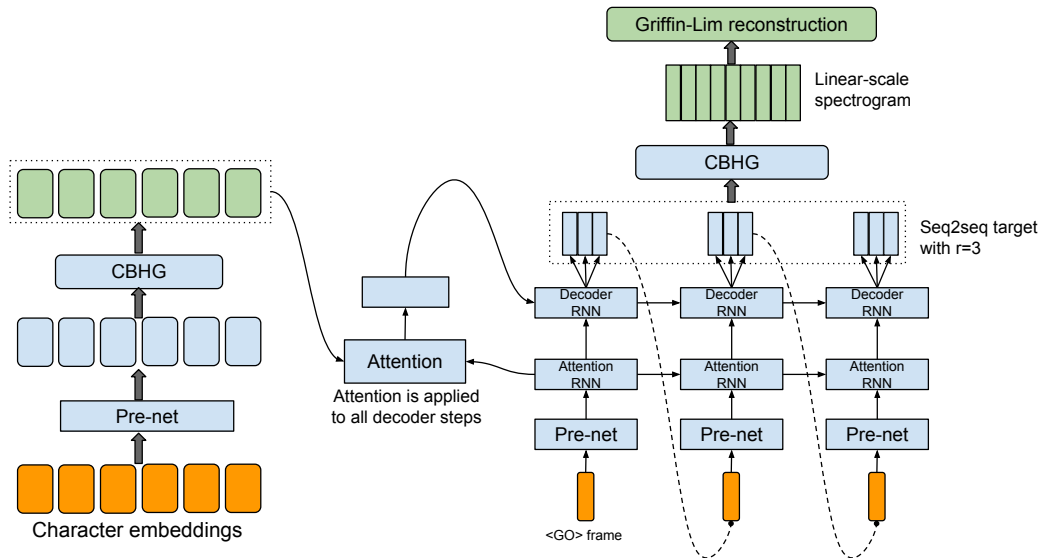 Griffin-Lim reconstruction
Linear-scale
spectrogram
CBHG
Seq2seq target
with r=3
CBHG
Decoder
RNN
Decoder
RNN
Decoder
RNN
Attention
Attention is applied
to all decoder steps
Attention
RNN
Attention
RNN
Attention
RNN
Pre-net
Pre-net
Pre-net
Pre-net
Character embeddings
<GO> frame